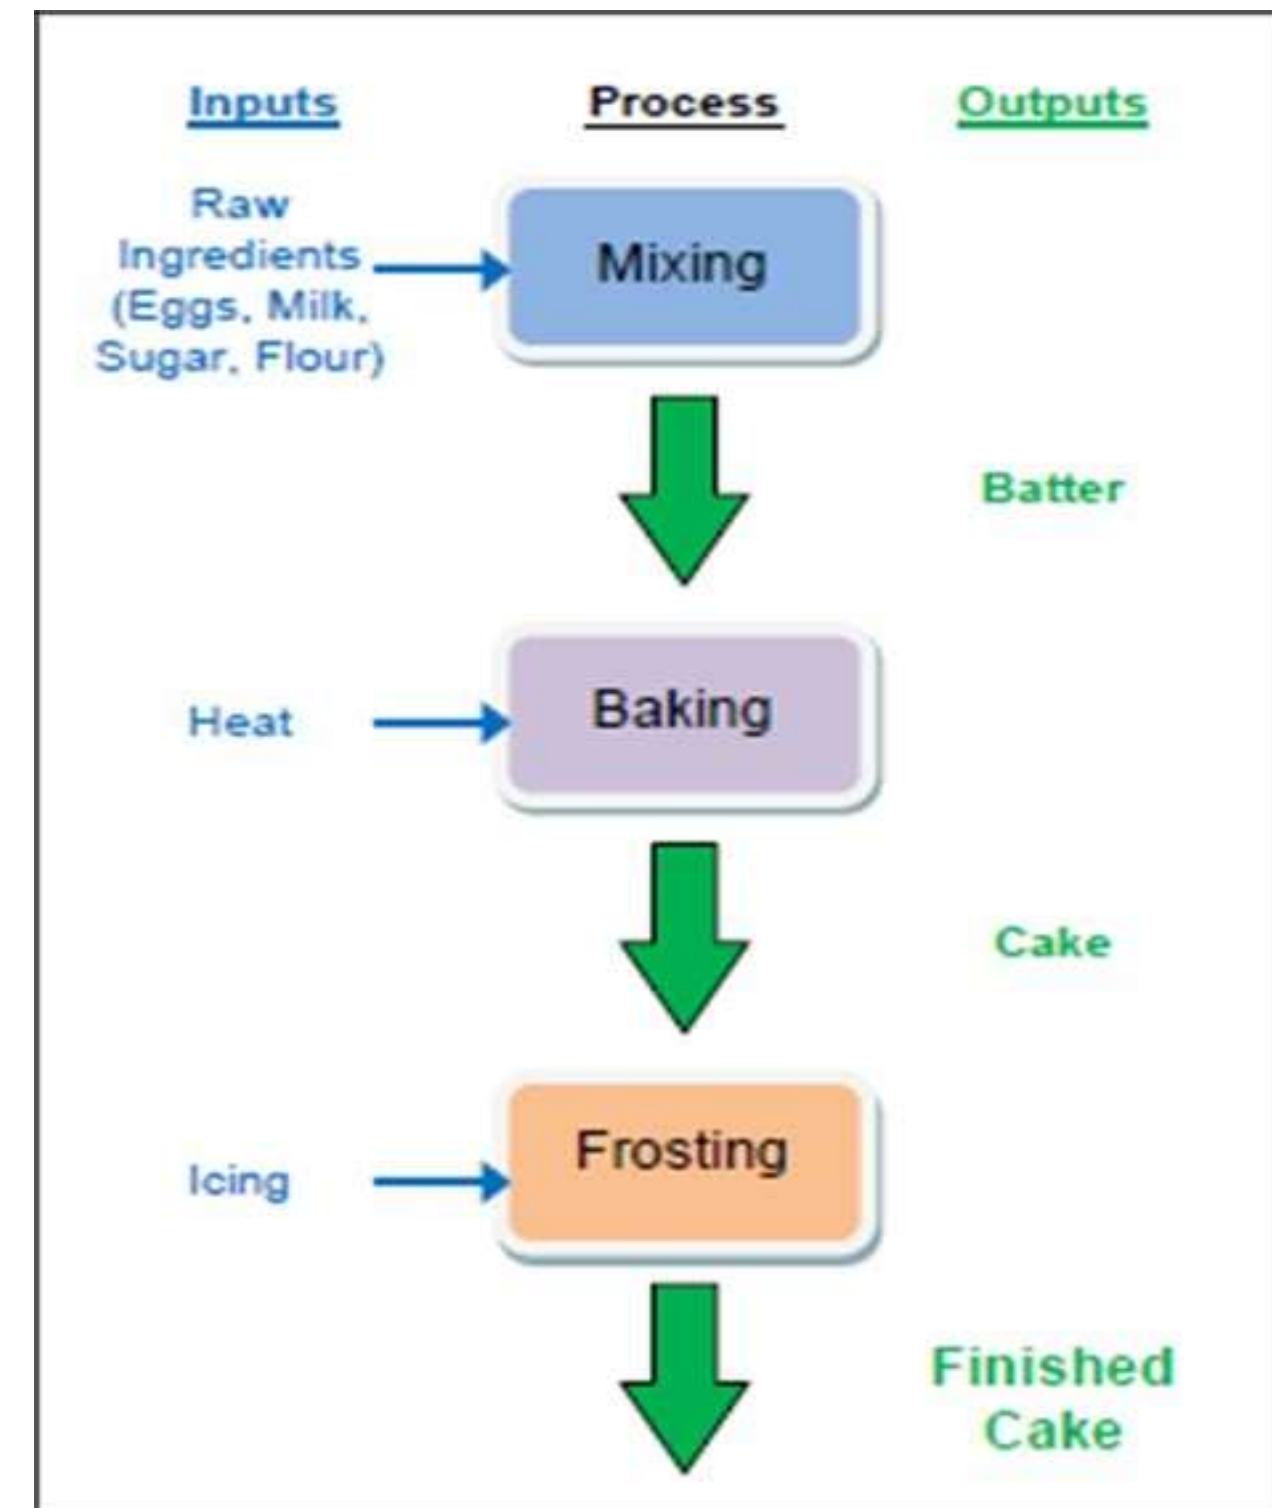 Inputs
Process
Outputs
Raw
Ingredients
(Eggs, Milk,
Sugar, Flour)
Mixing
Batter
Heat
Baking
Cake
Icing
Frosting
Finished
Cake